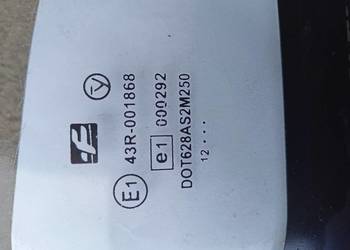 E1 43R-001868
e1 000292
DOT628AS2M250
12 . . .